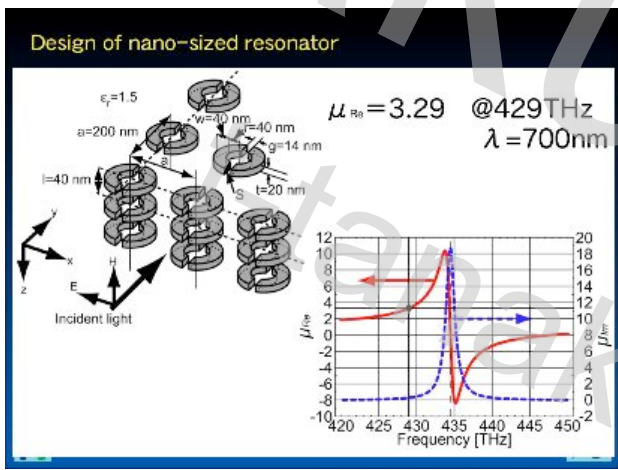 Design of nano-sized resonator
εr=1.5
a=200 nm
w=40 nm
r=40 nm
g=14 nm
a
l=40 nm
t=20 nm
S
y
x
z
H
E
Incident light
μRe=3.29 @429THz
λ=700nm
12
10
8
6
4
2
0
-2
-4
-6
-8
-10
μRe
20
18
16
14
12
10
8
6
4
2
0
-2
μIm
420 425 430 435 440 445 450
Frequency [THz]